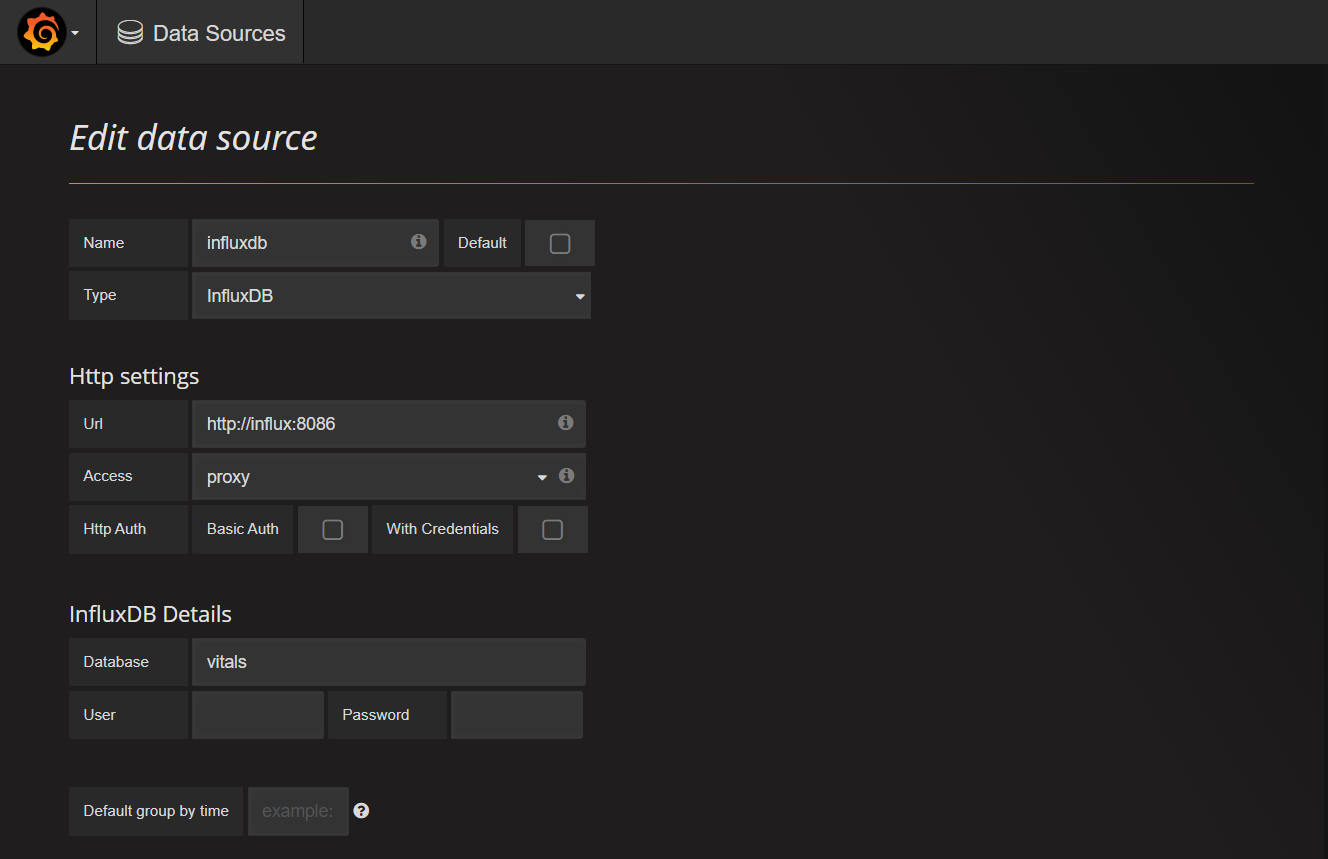 Data Sources
Edit data source
Name influxdb Default
Type InfluxDB
Http settings
Url http://influx:8086
Access proxy
Http Auth Basic Auth With Credentials
InfluxDB Details
Database vitals
User Password
Default group by time example: